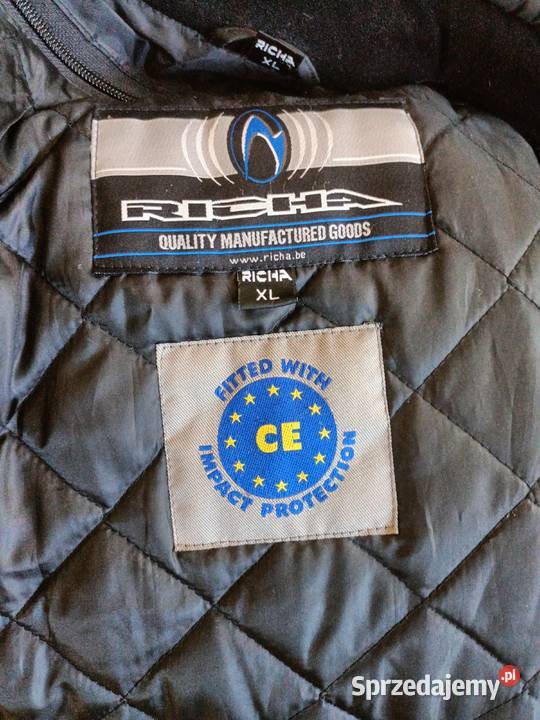 RICHA
XL
RICHA
QUALITY MANUFACTURED GOODS
www.richa.be
RICHA
XL
FITTED WITH
CE
IMPACT PROTECTION
Sprzedajemy.pl